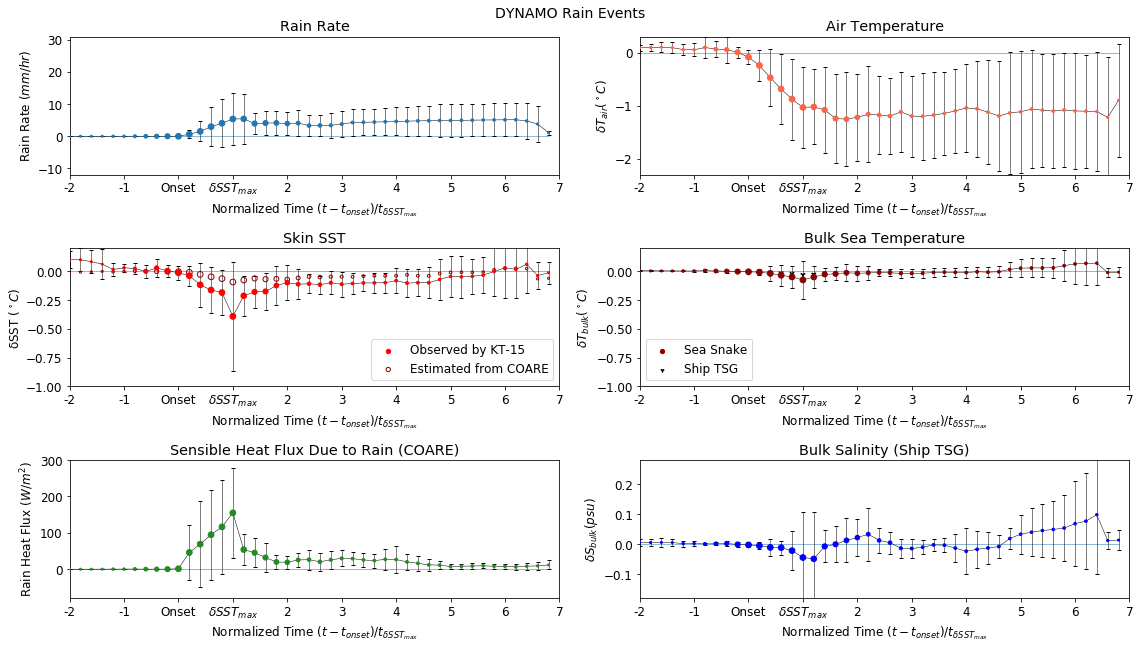 DYNAMO Rain Events
Rain Rate
Rain Rate (mm/hr)
30
20
10
0
−10
-2 -1 Onset δSST_max 2 3 4 5 6 7
Normalized Time (t − t_onset)/t_δSST_max
Air Temperature
δT_air(°C)
0
−1
−2
-2 -1 Onset δSST_max 2 3 4 5 6 7
Normalized Time (t − t_onset)/t_δSST_max
Skin SST
δSST (°C)
0.00
−0.25
−0.50
−0.75
−1.00
Observed by KT-15
Estimated from COARE
-2 -1 Onset δSST_max 2 3 4 5 6 7
Normalized Time (t − t_onset)/t_δSST_max
Bulk Sea Temperature
δT_bulk(°C)
0.00
−0.25
−0.50
−0.75
−1.00
Sea Snake
Ship TSG
-2 -1 Onset δSST_max 2 3 4 5 6 7
Normalized Time (t − t_onset)/t_δSST_max
Sensible Heat Flux Due to Rain (COARE)
Rain Heat Flux (W/m²)
300
200
100
0
-2 -1 Onset δSST_max 2 3 4 5 6 7
Normalized Time (t − t_onset)/t_δSST_max
Bulk Salinity (Ship TSG)
δS_bulk(psu)
0.2
0.1
0.0
−0.1
-2 -1 Onset δSST_max 2 3 4 5 6 7
Normalized Time (t − t_onset)/t_δSST_max